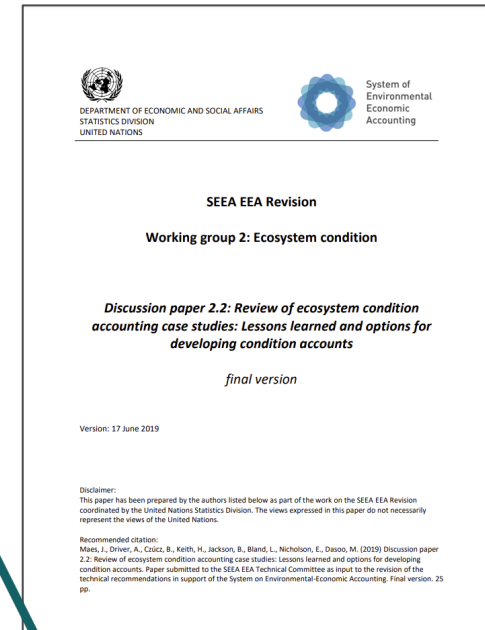 DEPARTMENT OF ECONOMIC AND SOCIAL AFFAIRS
STATISTICS DIVISION
UNITED NATIONS
System of
Environmental
Economic
Accounting
SEEA EEA Revision
Working group 2: Ecosystem condition
Discussion paper 2.2: Review of ecosystem condition
accounting case studies: Lessons learned and options for
developing condition accounts
final version
Version: 17 June 2019
Disclaimer:
This paper has been prepared by the authors listed below as part of the work on the SEEA EEA Revision
coordinated by the United Nations Statistics Division. The views expressed in this paper do not necessarily
represent the views of the United Nations.
Recommended citation:
Maes, J., Driver, A., Czúcz, B., Keith, H., Jackson, B., Bland, L., Nicholson, E., Dasoo, M. (2019) Discussion paper
2.2: Review of ecosystem condition accounting case studies: Lessons learned and options for developing
condition accounts. Paper submitted to the SEEA EEA Technical Committee as input to the revision of the
technical recommendations in support of the System on Environmental-Economic Accounting. Final version. 25
pp.